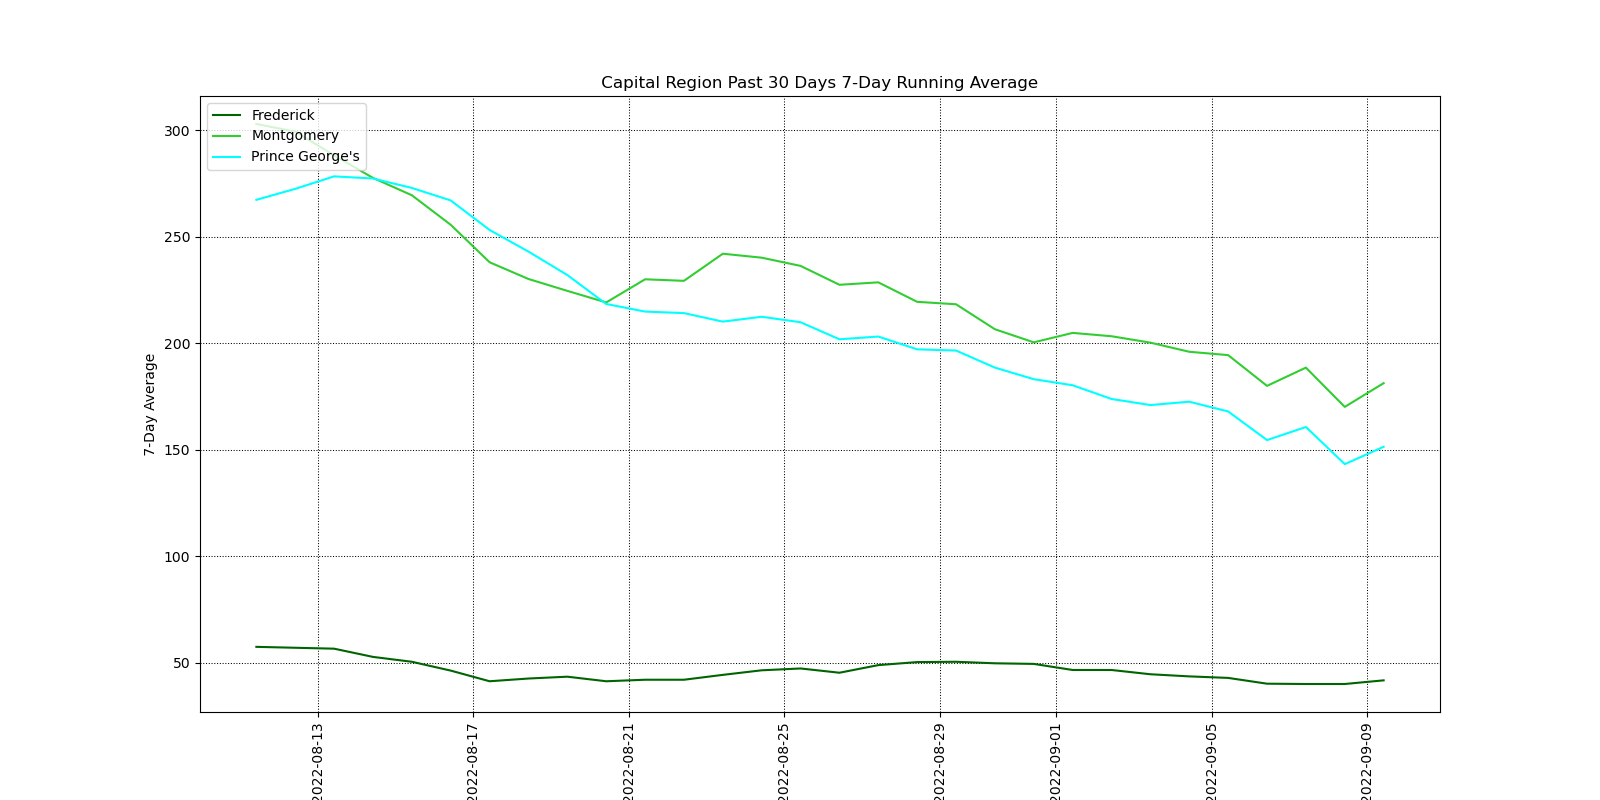 Capital Region Past 30 Days 7-Day Running Average
Frederick
Montgomery
Prince George's
7-Day Average
300
250
200
150
100
50
2022-08-13
2022-08-17
2022-08-21
2022-08-25
2022-08-29
2022-09-01
2022-09-05
2022-09-09